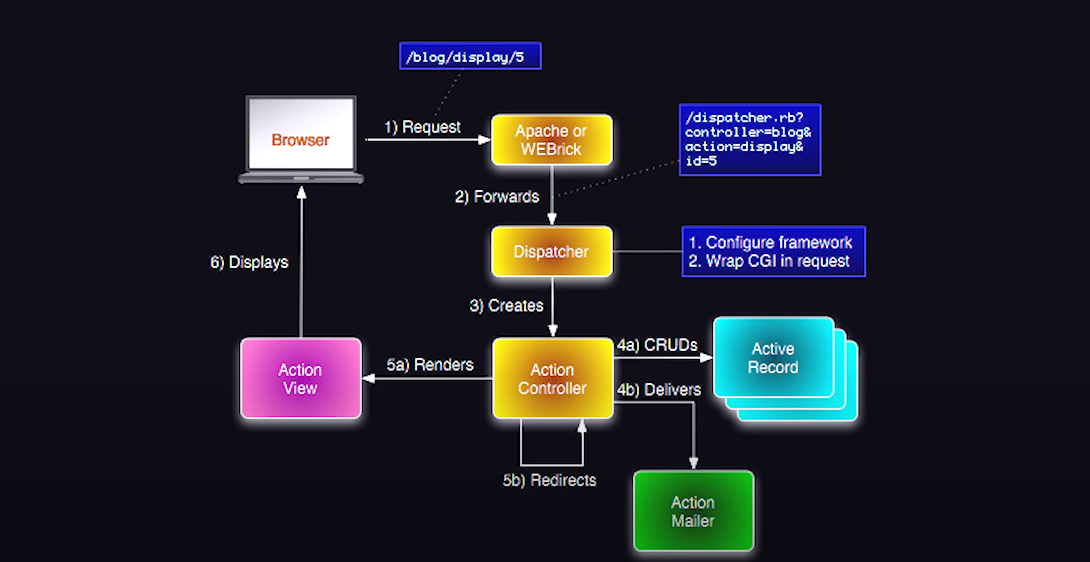 /blog/display/5
Browser
1) Request
Apache or
WEBrick
/dispatcher.rb?
controller=blog&
action=display&
id=5
2) Forwards
Dispatcher
1. Configure framework
2. Wrap CGI in request
6) Displays
3) Creates
Action
View
5a) Renders
Action
Controller
4a) CRUDs
Active
Record
4b) Delivers
5b) Redirects
Action
Mailer